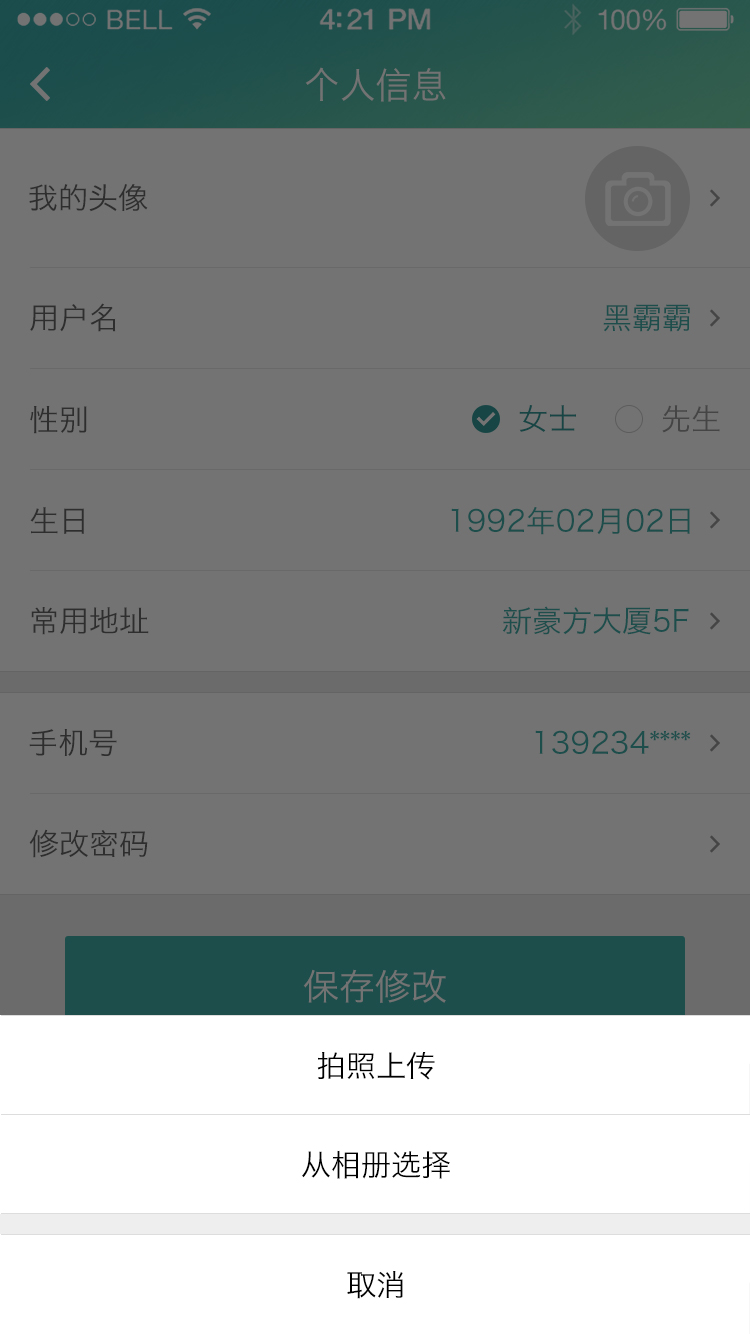 BELL 4:21 PM 100%
个人信息
我的头像
用户名 黑霸霸
性别 女士 先生
生日 1992年02月02日
常用地址 新豪方大厦5F
手机号 139234****
修改密码
保存修改
拍照上传
从相册选择
取消